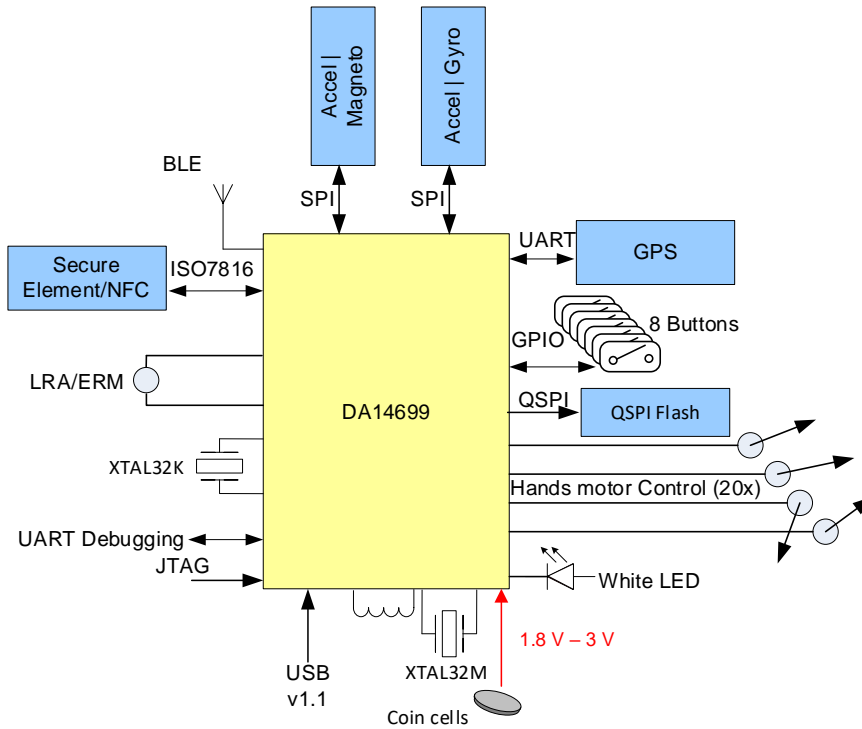 Accel |
Magneto
Accel | Gyro
BLE
SPI
SPI
UART
GPS
Secure
Element/NFC
ISO7816
8 Buttons
GPIO
LRA/ERM
DA14699
QSPI
QSPI Flash
XTAL32K
Hands motor Control (20x)
UART Debugging
JTAG
White LED
1.8 V – 3 V
USB
v1.1
XTAL32M
Coin cells